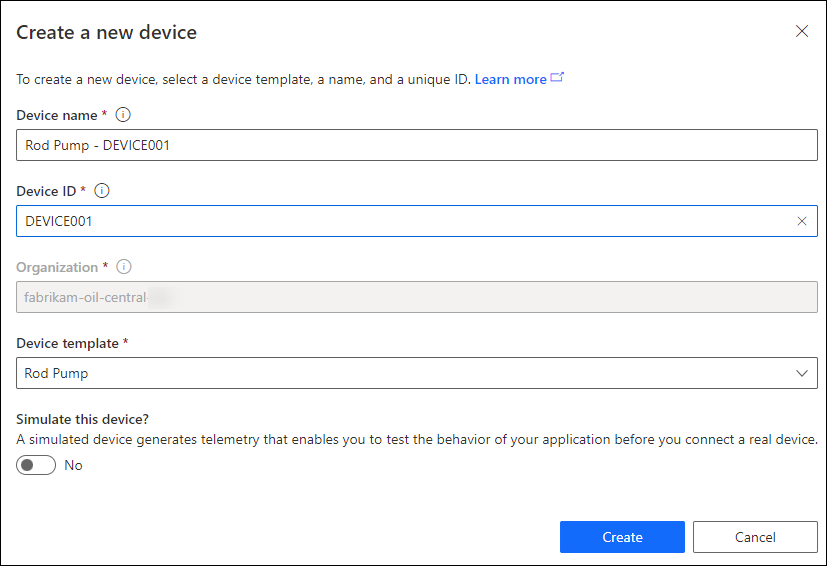 Create a new device
To create a new device, select a device template, a name, and a unique ID. Learn more
Device name *
Rod Pump - DEVICE001
Device ID *
DEVICE001
Organization *
fabrikam-oil-central-
Device template *
Rod Pump
Simulate this device?
A simulated device generates telemetry that enables you to test the behavior of your application before you connect a real device.
No
Create Cancel